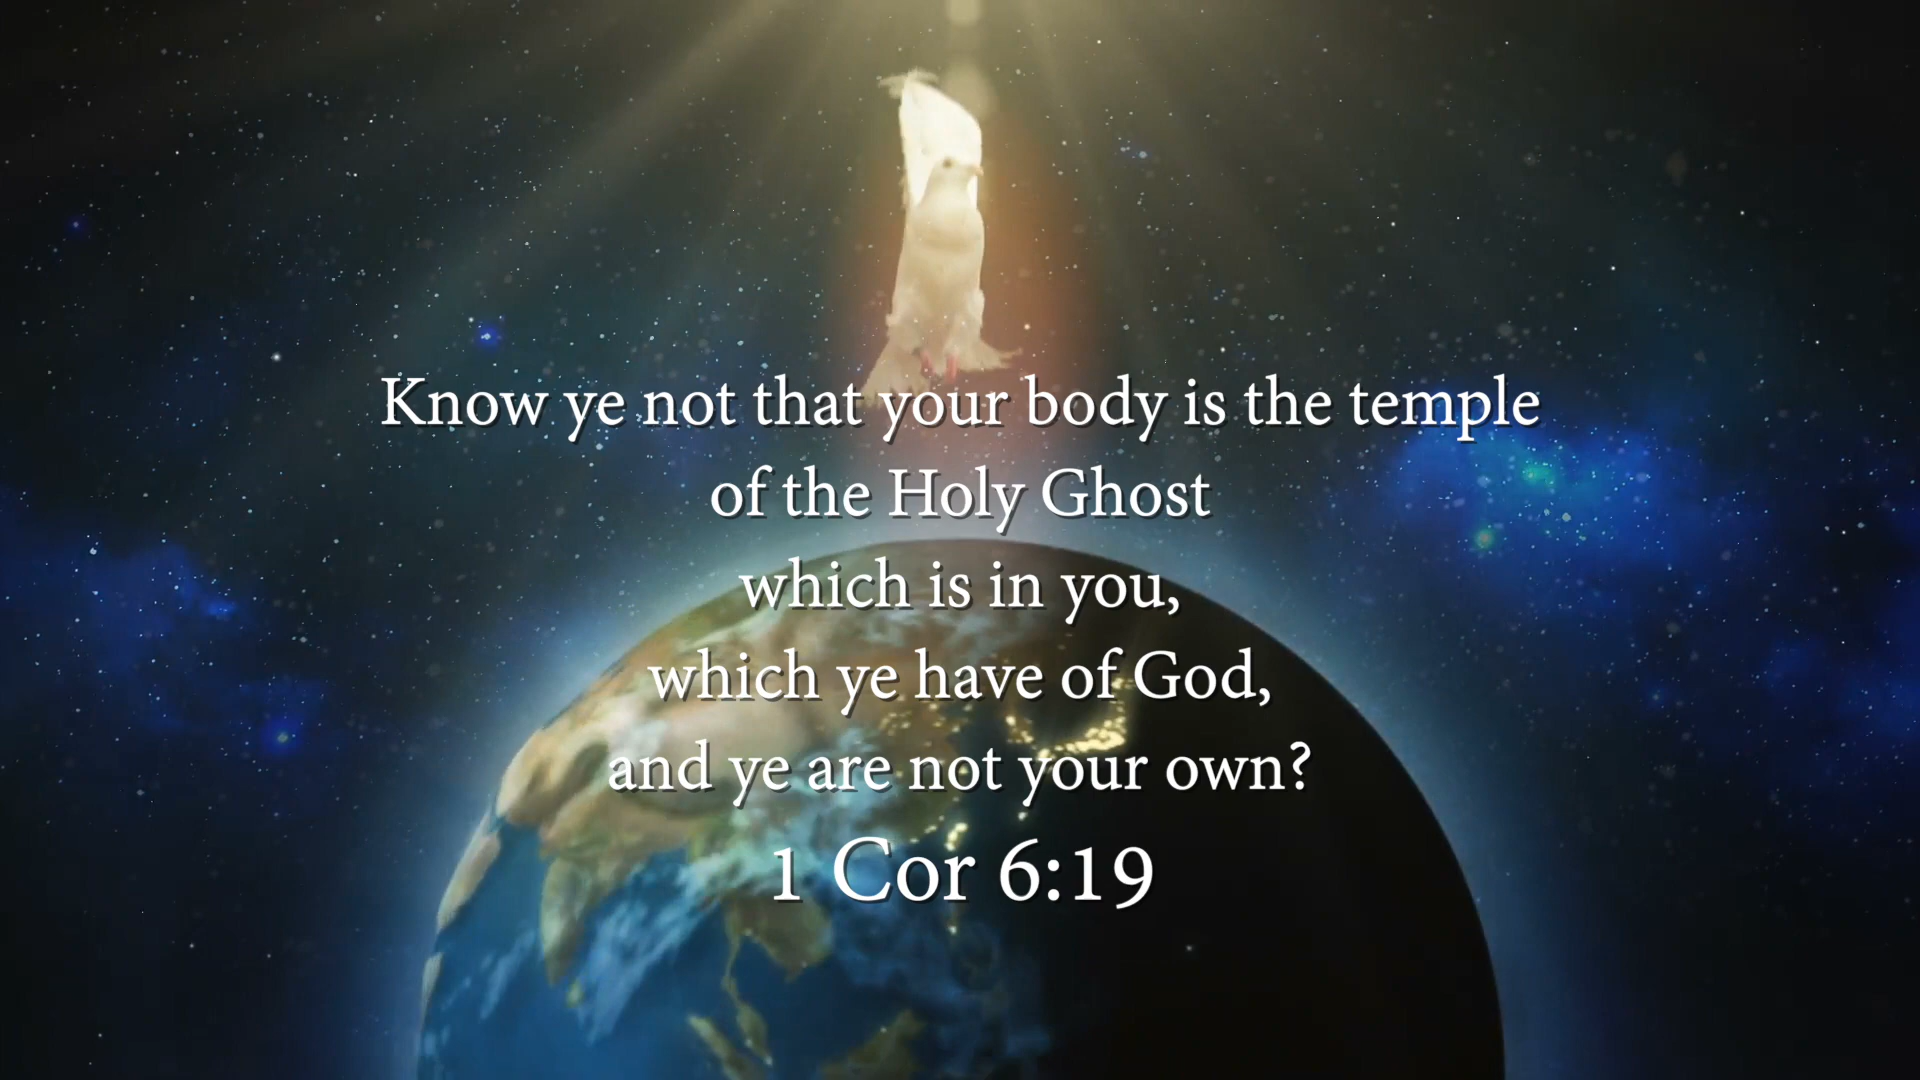 Know ye not that your body is the temple
of the Holy Ghost
which is in you,
which ye have of God,
and ye are not your own?
1 Cor 6:19